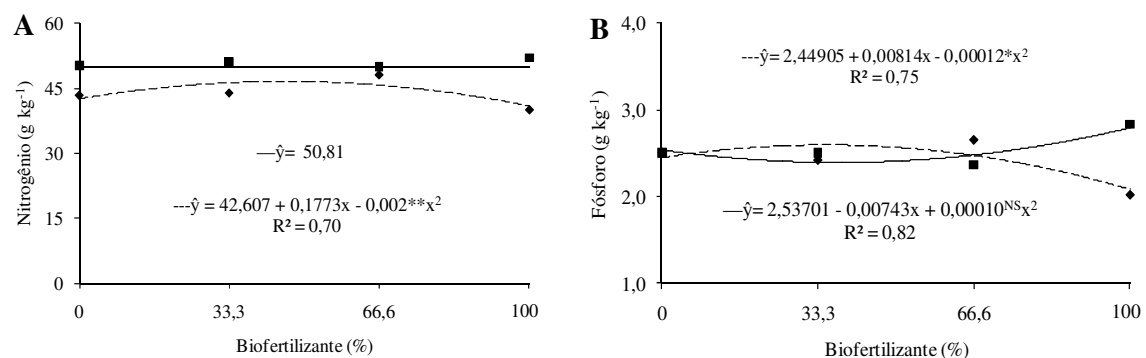 A
Nitrogênio (g kg⁻¹)
60
45
30
15
0
—ŷ= 50,81
---ŷ = 42,607 + 0,1773x - 0,002**x²
R² = 0,70
0 33,3 66,6 100
Biofertilizante (%)
B
Fósforo (g kg⁻¹)
4,0
3,0
2,0
1,0
---ŷ= 2,44905 + 0,00814x - 0,00012*x²
R² = 0,75
—ŷ= 2,53701 - 0,00743x + 0,00010ᴺˢx²
R² = 0,82
0 33,3 66,6 100
Biofertilizante (%)